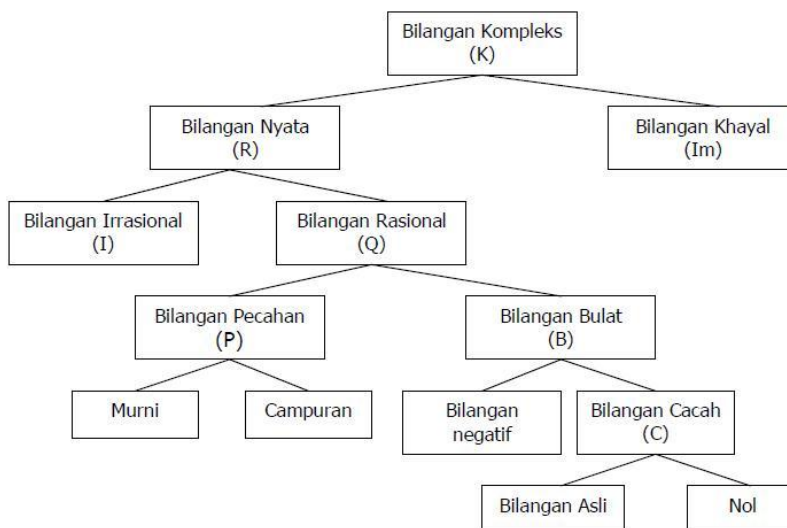 Bilangan Kompleks
(K)
Bilangan Nyata
(R)
Bilangan Khayal
(Im)
Bilangan Irrasional
(I)
Bilangan Rasional
(Q)
Bilangan Pecahan
(P)
Bilangan Bulat
(B)
Murni
Campuran
Bilangan
negatif
Bilangan Cacah
(C)
Bilangan Asli
Nol